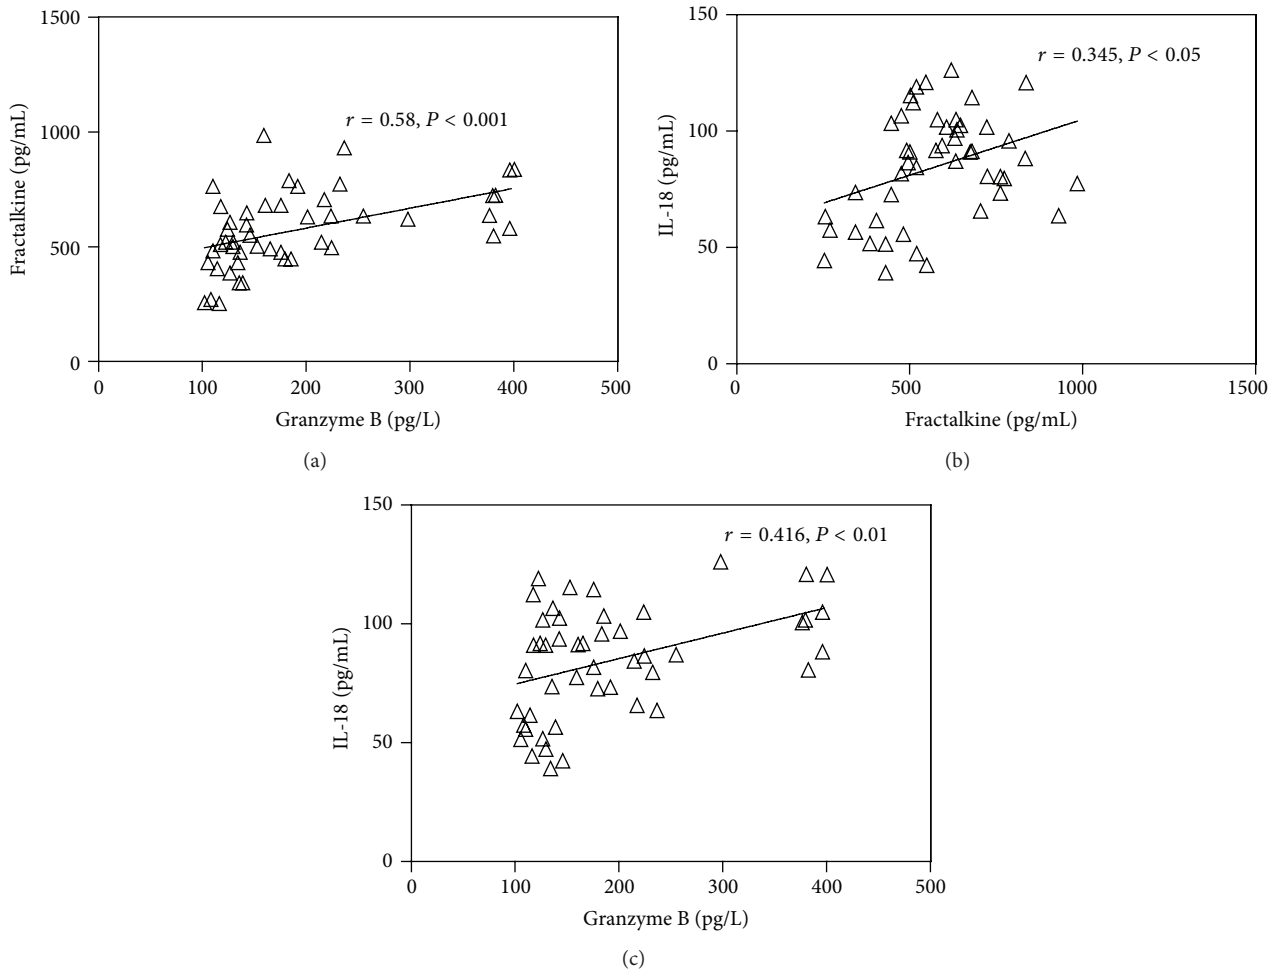 1500
1000
500
0
Fractalkine (pg/mL)
r = 0.58, P < 0.001
0 100 200 300 400 500
Granzyme B (pg/L)
(a)
150
100
50
0
IL-18 (pg/mL)
r = 0.345, P < 0.05
0 500 1000 1500
Fractalkine (pg/mL)
(b)
150
100
50
0
IL-18 (pg/mL)
r = 0.416, P < 0.01
0 100 200 300 400 500
Granzyme B (pg/L)
(c)